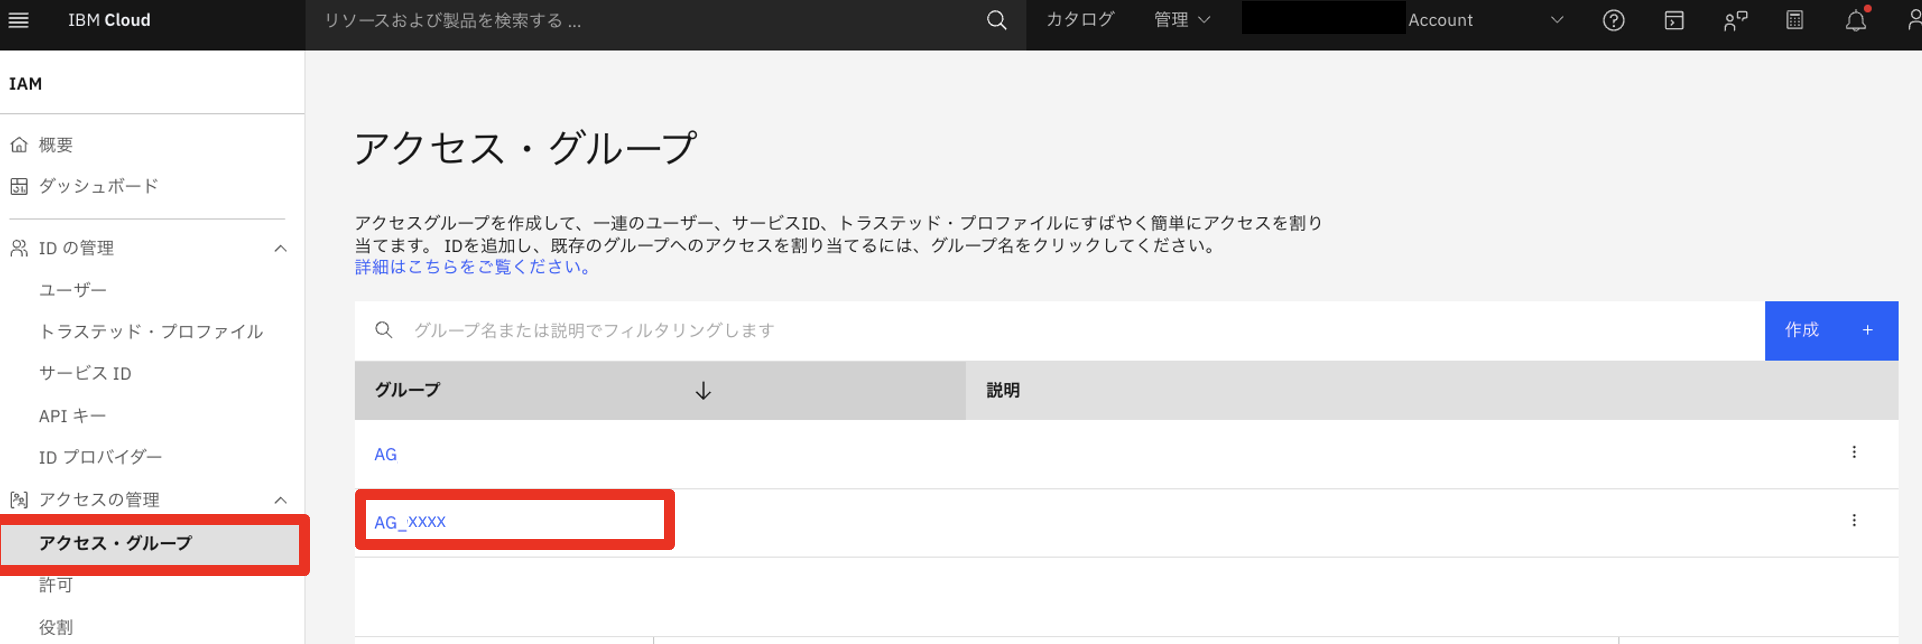 IBM Cloud
リソースおよび製品を検索する ...
カタログ
管理
Account
IAM
概要
ダッシュボード
ID の管理
ユーザー
トラステッド・プロファイル
サービス ID
API キー
ID プロバイダー
アクセスの管理
アクセス・グループ
許可
役割
アクセス・グループ
アクセスグループを作成して、一連のユーザー、サービスID、トラステッド・プロファイルにすばやく簡単にアクセスを割り
当てます。 IDを追加し、既存のグループへのアクセスを割り当てるには、グループ名をクリックしてください。
詳細はこちらをご覧ください。
グループ名または説明でフィルタリングします
作成 +
グループ
説明
AG
AG_XXXX